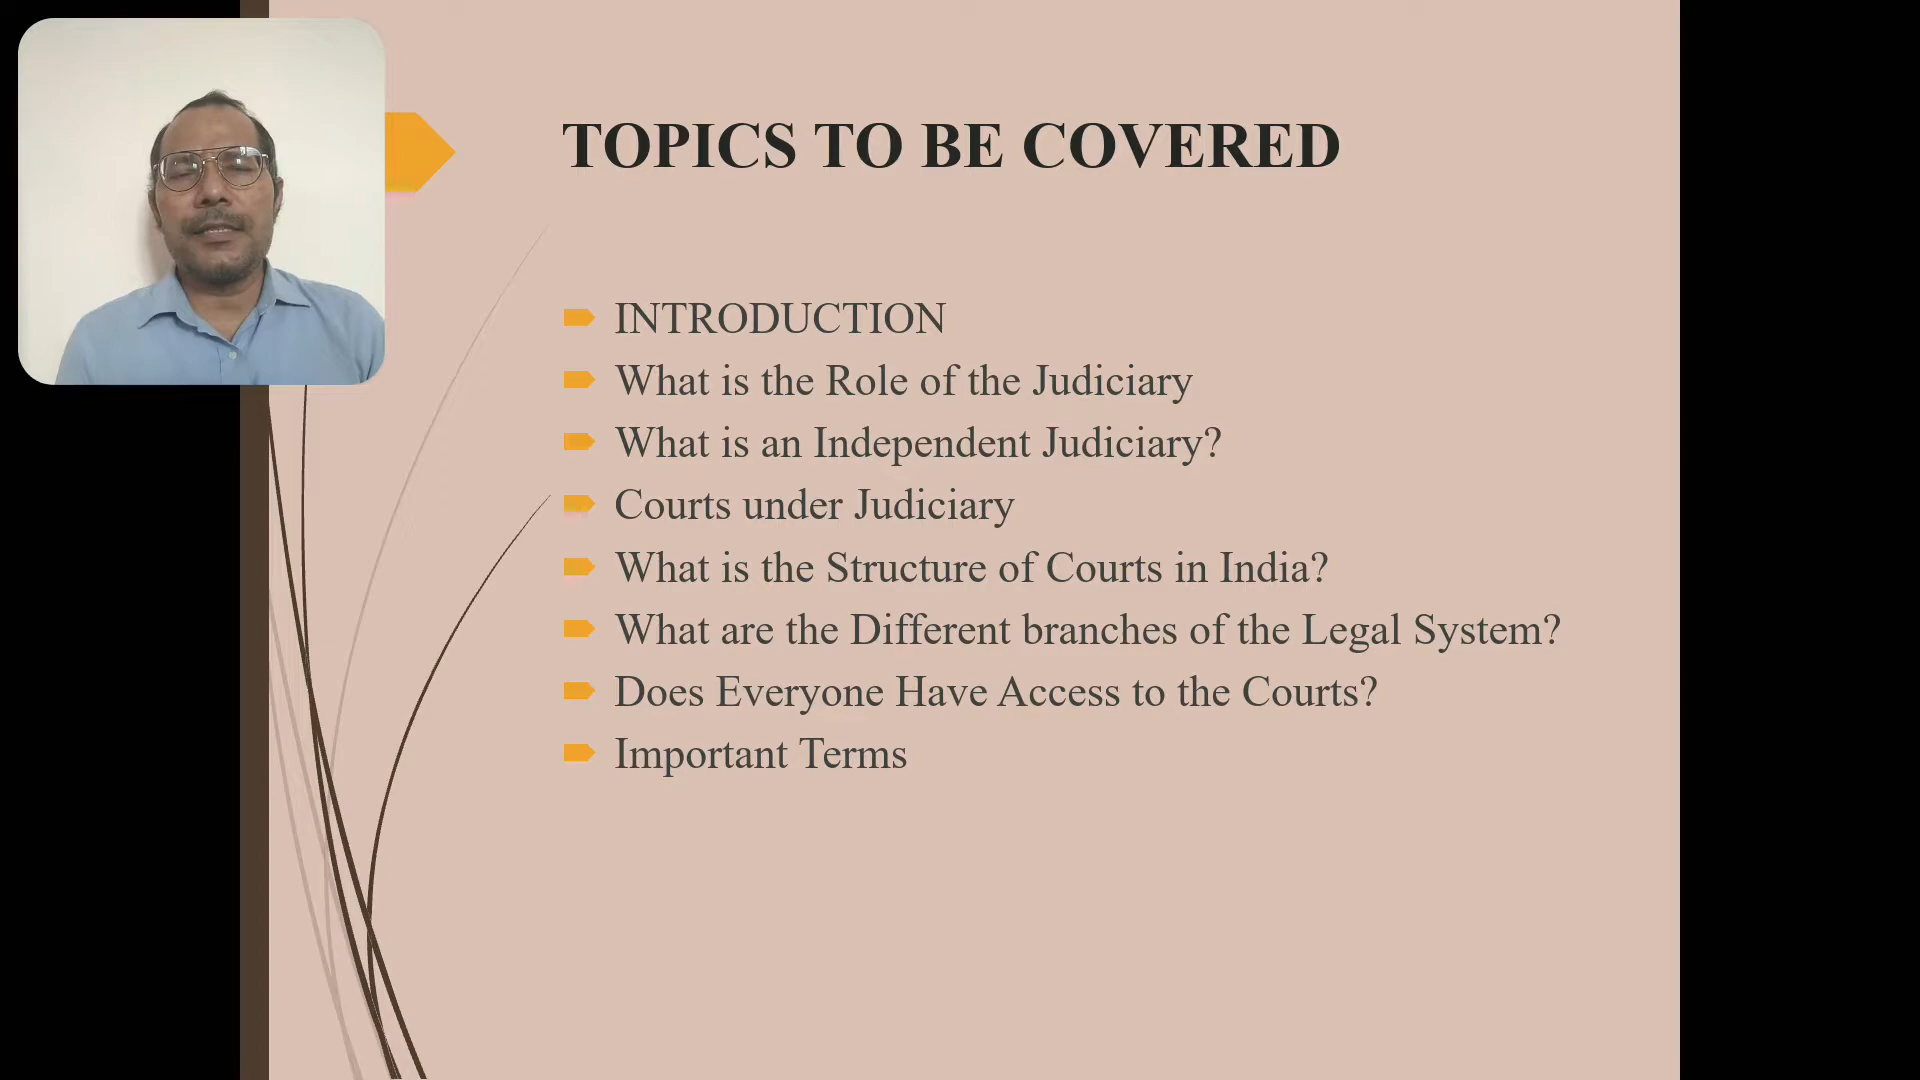 TOPICS TO BE COVERED
INTRODUCTION
What is the Role of the Judiciary
What is an Independent Judiciary?
Courts under Judiciary
What is the Structure of Courts in India?
What are the Different branches of the Legal System?
Does Everyone Have Access to the Courts?
Important Terms